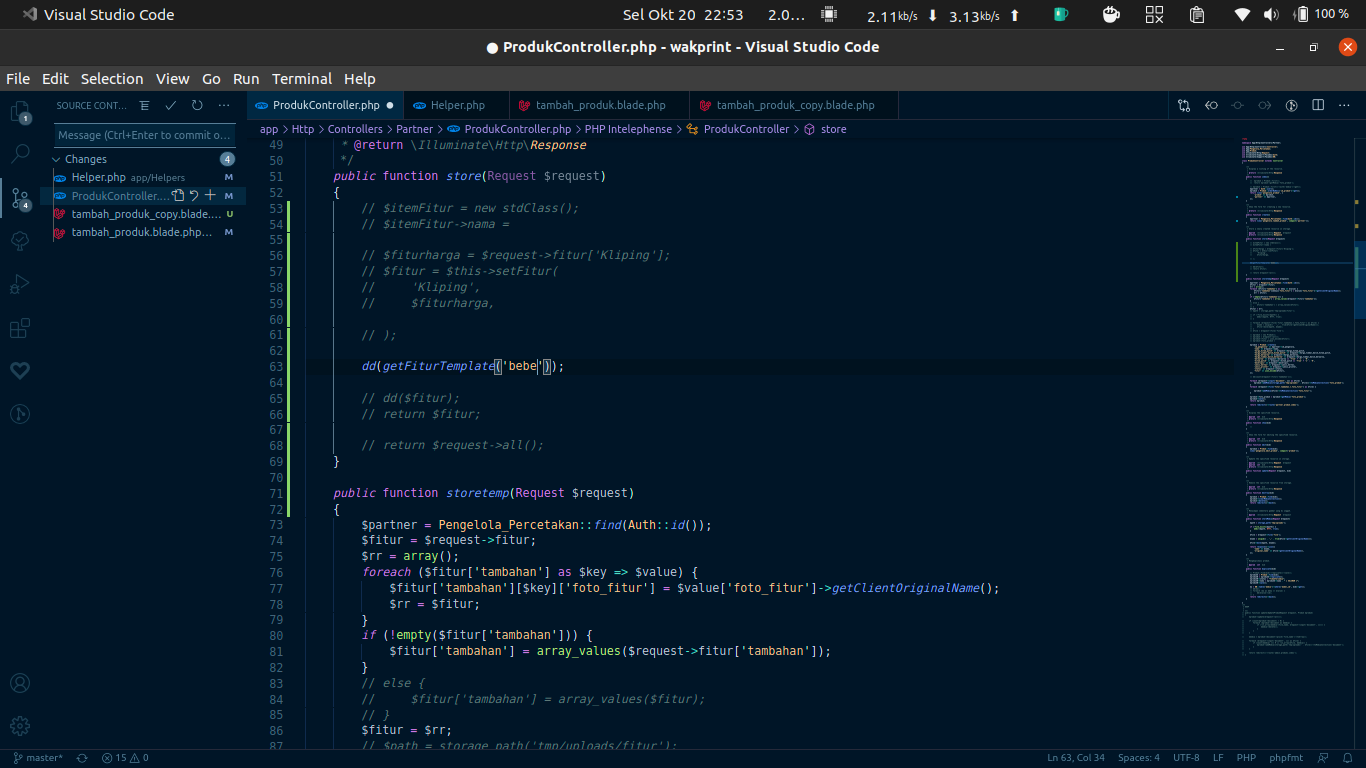 Visual Studio Code
Sel Okt 20 22:53
2.0...
2.11kb/s
3.13kb/s
100 %
● ProdukController.php - wakprint - Visual Studio Code
File Edit Selection View Go Run Terminal Help
SOURCE CONT...
ProdukController.php ●
Helper.php
tambah_produk.blade.php
tambah_produk_copy.blade.php
Message (Ctrl+Enter to commit o...
Changes 4
Helper.php app/Helpers M
ProdukController.... M
tambah_produk_copy.blade.... U
tambah_produk.blade.php... M
1
4
app > Http > Controllers > Partner > ProdukController.php > PHP Intelephense > ProdukController > store
49 * @return \Illuminate\Http\Response
50 */
51 public function store(Request $request)
52 {
53 // $itemFitur = new stdClass();
54 // $itemFitur->nama =
55
56 // $fiturharga = $request->fitur['Kliping'];
57 // $fitur = $this->setFitur(
58 // 'Kliping',
59 // $fiturharga,
60
61 // );
62
63 dd(getFiturTemplate('bebe'));
64
65 // dd($fitur);
66 // return $fitur;
67
68 // return $request->all();
69 }
70
71 public function storetemp(Request $request)
72 {
73 $partner = Pengelola_Percetakan::find(Auth::id());
74 $fitur = $request->fitur;
75 $rr = array();
76 foreach ($fitur['tambahan'] as $key => $value) {
77 $fitur['tambahan'][$key]['foto_fitur'] = $value['foto_fitur']->getClientOriginalName();
78 $rr = $fitur;
79 }
80 if (!empty($fitur['tambahan'])) {
81 $fitur['tambahan'] = array_values($request->fitur['tambahan']);
82 }
83 // else {
84 // $fitur['tambahan'] = array_values($fitur);
85 // }
86 $fitur = $rr;
87 // $path = storage_path('tmp/uploads/fitur');
master*
15 0
Ln 63, Col 34
Spaces: 4
UTF-8
LF
PHP
phpfmt